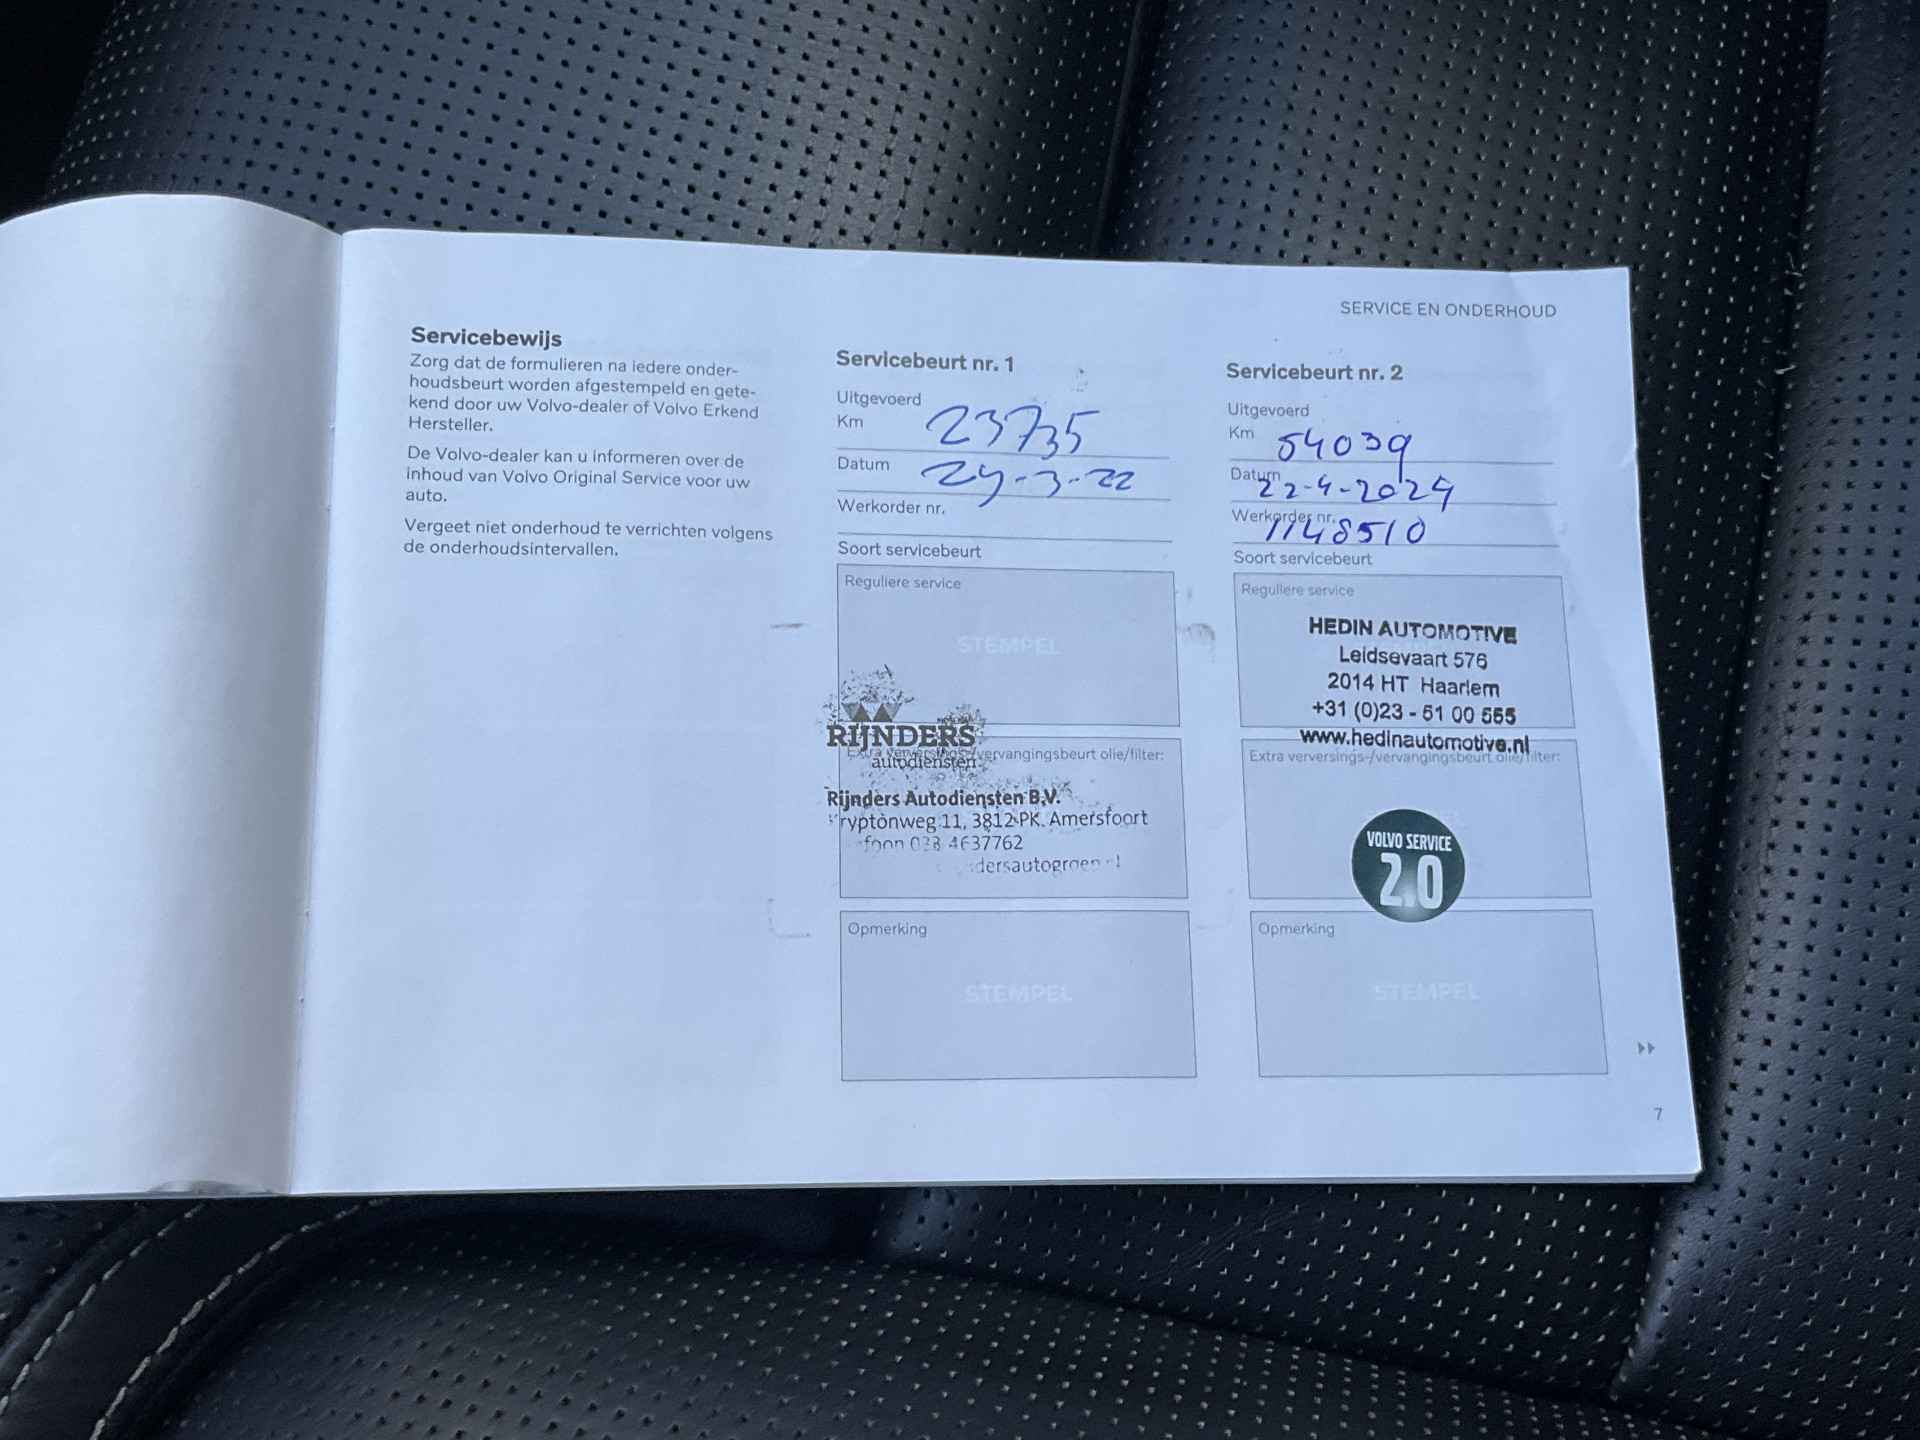 SERVICE EN ONDERHOUD
Servicebewijs
Zorg dat de formulieren na iedere onder-
houdsbeurt worden afgestempeld en gete-
kend door uw Volvo-dealer of Volvo Erkend
Hersteller.
De Volvo-dealer kan u informeren over de
inhoud van Volvo Original Service voor uw
auto.
Vergeet niet onderhoud te verrichten volgens
de onderhoudsintervallen.
Servicebeurt nr. 1
Uitgevoerd
Km 23735
Datum 24-3-22
Werkorder nr.
Soort servicebeurt
Reguliere service
STEMPEL
RIJNDERS
autodiensten
Extra verversings-/vervangingsbeurt olie/filter:
Rijnders Autodiensten B.V.
11, 3812 PK Amersfoort
4637762
Opmerking
STEMPEL
Servicebeurt nr. 2
Uitgevoerd
Km 54039
Datum 22-4-2024
Werkorder nr. 1148510
Soort servicebeurt
Reguliere service
HEDIN AUTOMOTIVE
Leidsevaart 576
2014 HT Haarlem
+31 (0)23 - 51 00 555
www.hedinautomotive.nl
Extra verversings-/vervangingsbeurt olie/filter:
VOLVO SERVICE
2.0
Opmerking
STEMPEL
7